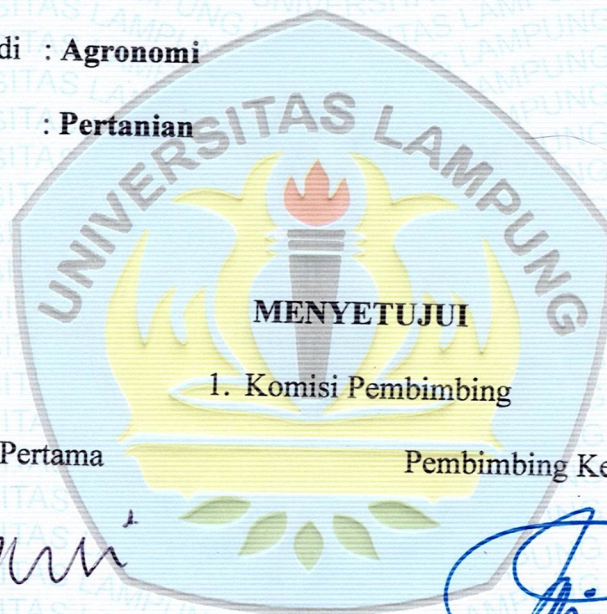 di : Agronomi
: Pertanian
UNIVERSITAS LAMPUNG
MENYETUJUI
1. Komisi Pembimbing
Pertama Pembimbing Ke